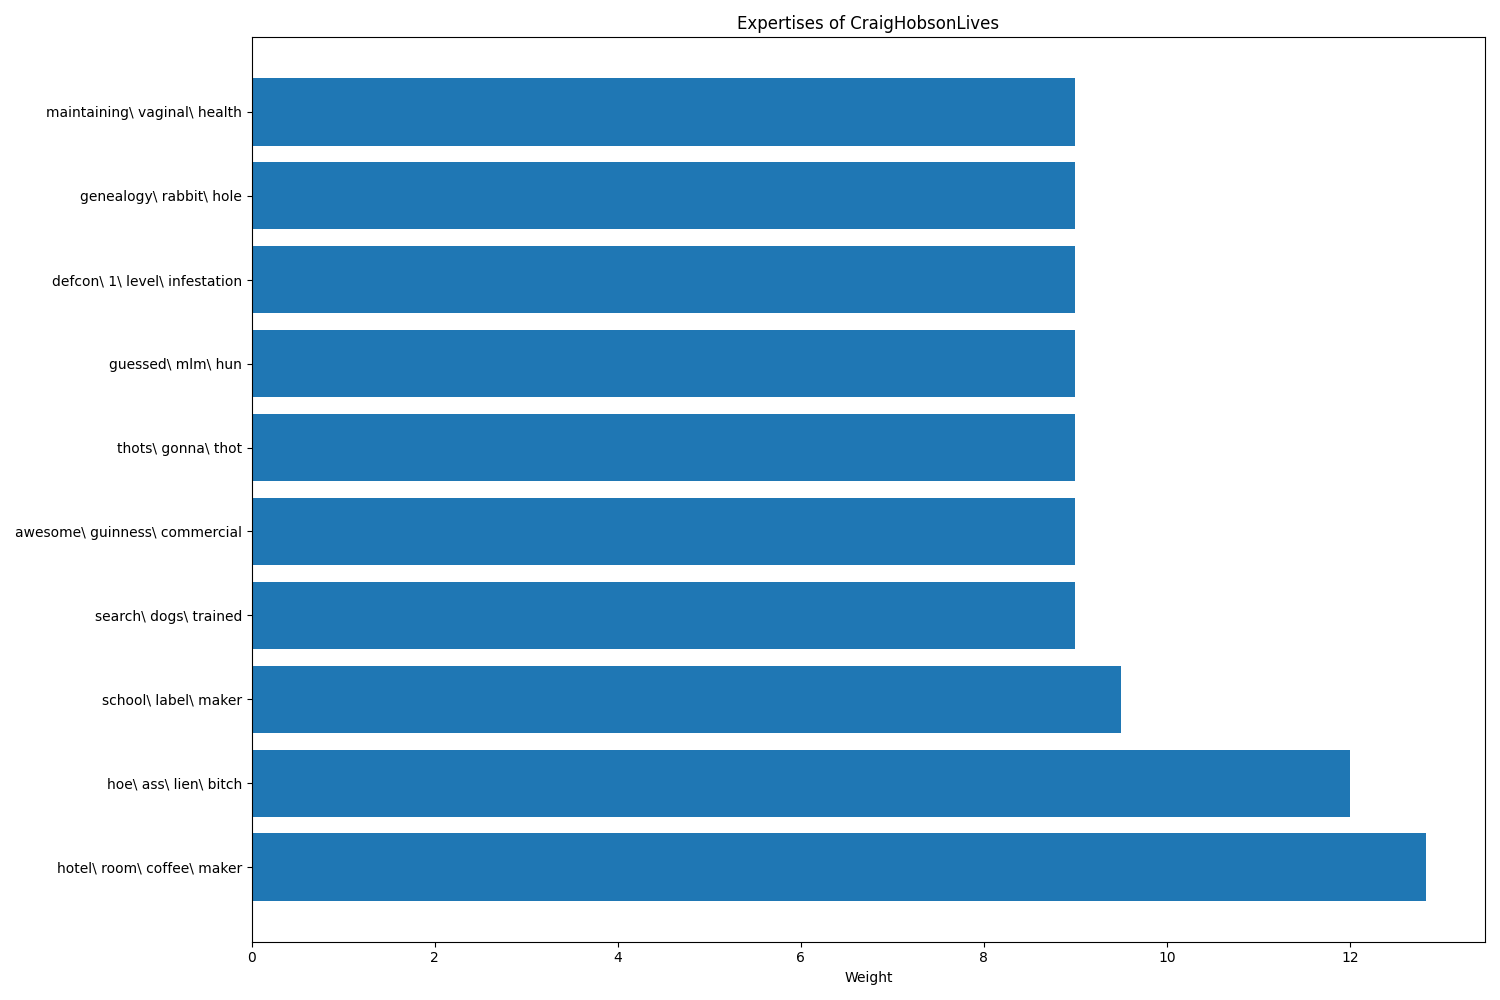 Expertises of CraigHobsonLives
maintaining\ vaginal\ health
genealogy\ rabbit\ hole
defcon\ 1\ level\ infestation
guessed\ mlm\ hun
thots\ gonna\ thot
awesome\ guinness\ commercial
search\ dogs\ trained
school\ label\ maker
hoe\ ass\ lien\ bitch
hotel\ room\ coffee\ maker
0 2 4 6 8 10 12
Weight